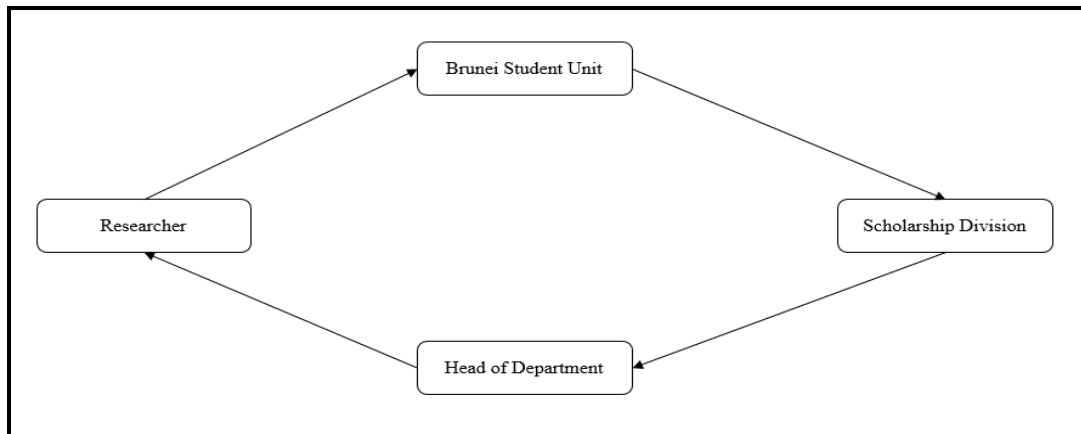 Brunei Student Unit
Researcher
Scholarship Division
Head of Department